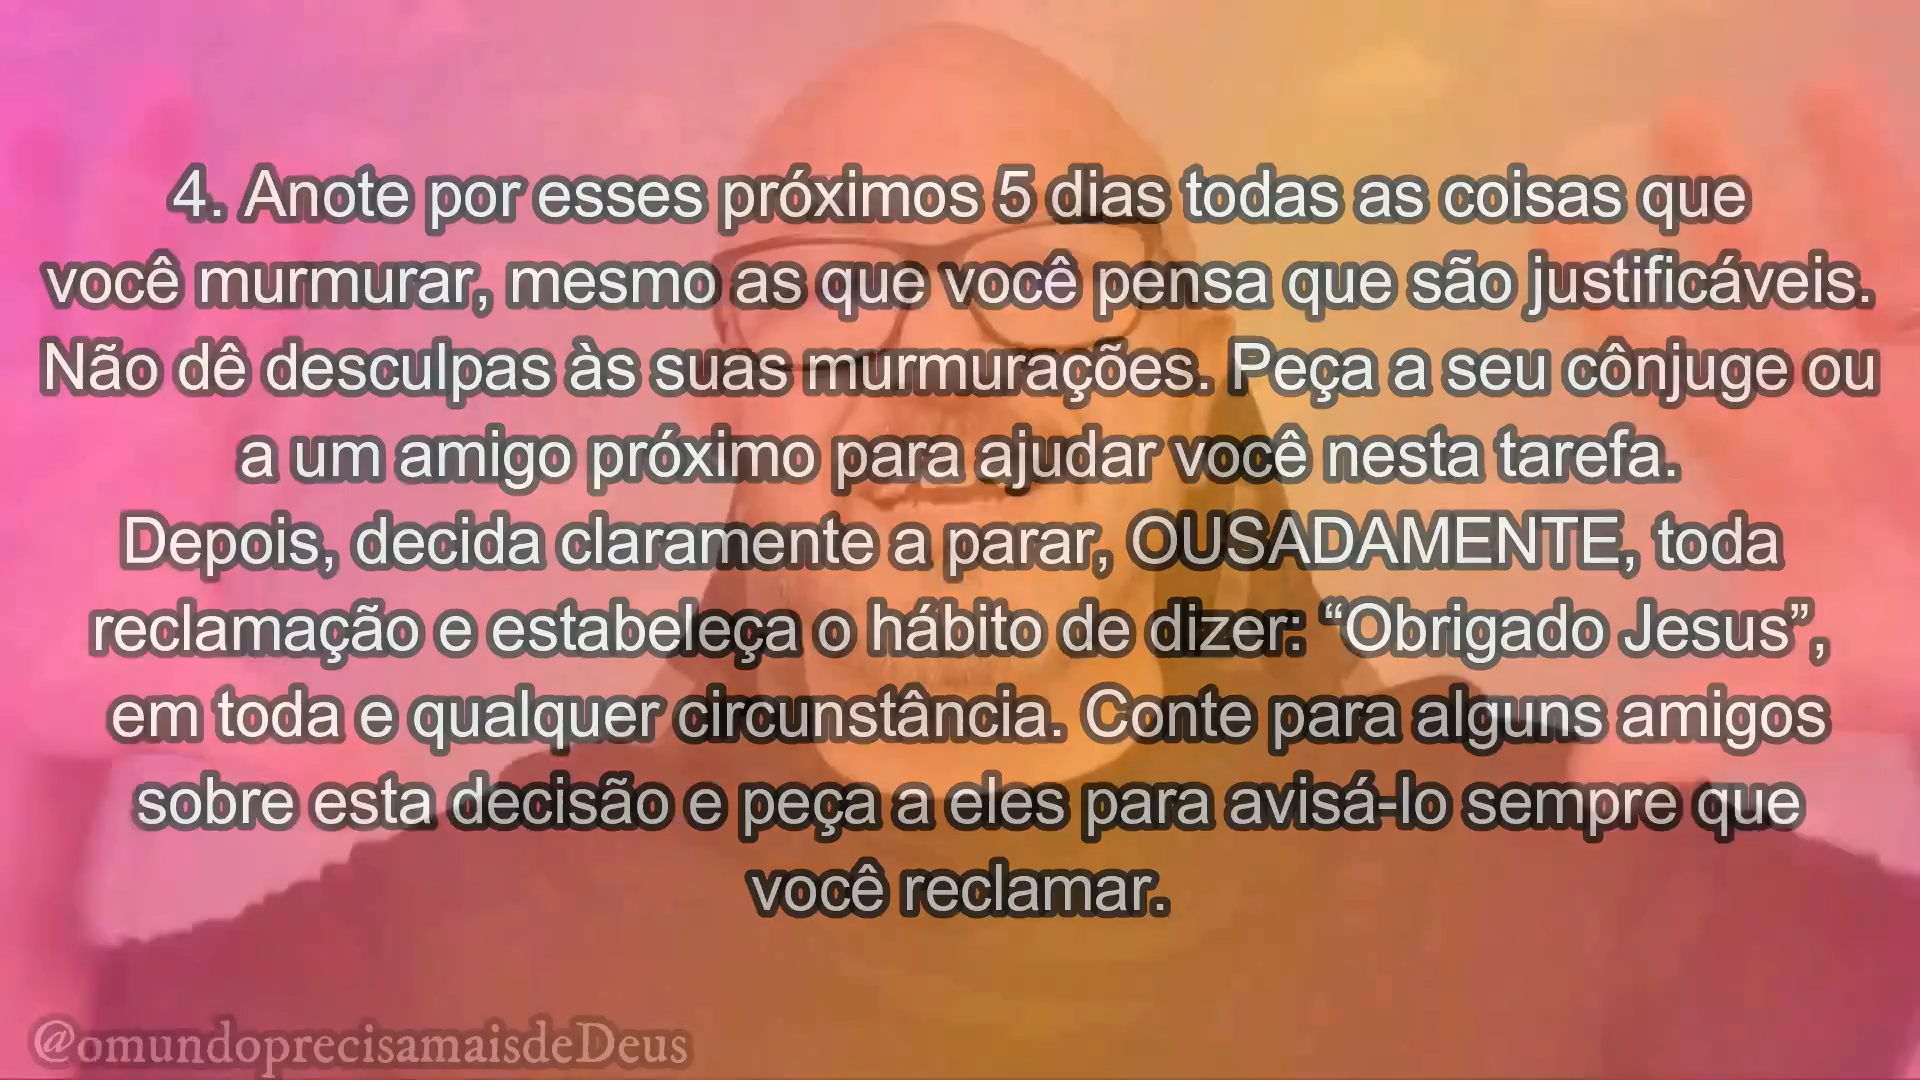 4. Anote por esses próximos 5 dias todas as coisas que
você murmurar, mesmo as que você pensa que são justificáveis.
Não dê desculpas às suas murmurações. Peça a seu cônjuge ou
a um amigo próximo para ajudar você nesta tarefa.
Depois, decida claramente a parar, OUSADAMENTE, toda
reclamação e estabeleça o hábito de dizer: “Obrigado Jesus”,
em toda e qualquer circunstância. Conte para alguns amigos
sobre esta decisão e peça a eles para avisá-lo sempre que
você reclamar.
@omundoprecisamaisdeDeus